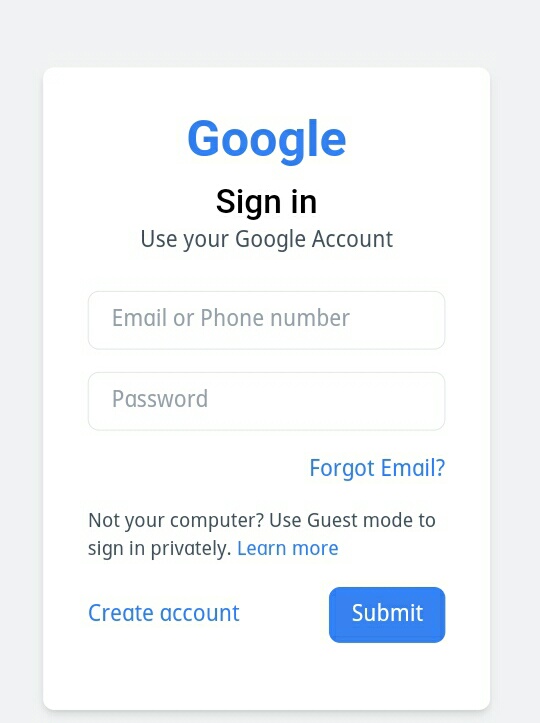 Google
Sign in
Use your Google Account
Email or Phone number
Password
Forgot Email?
Not your computer? Use Guest mode to
sign in privately. Learn more
Create account
Submit